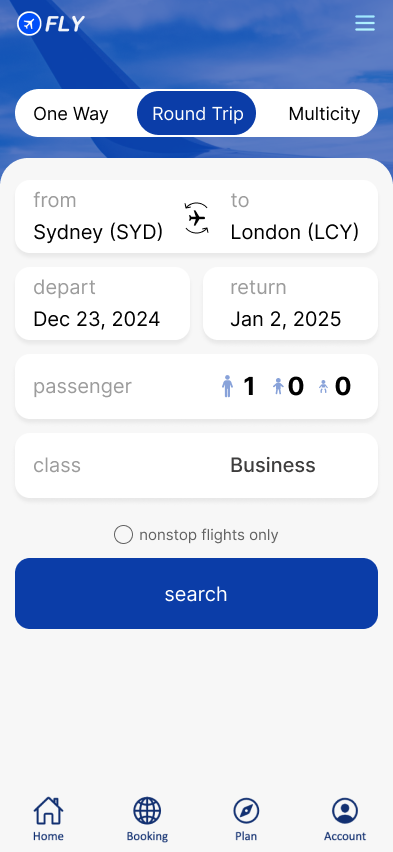 FLY
One Way Round Trip Multicity
from to
Sydney (SYD) London (LCY)
depart return
Dec 23, 2024 Jan 2, 2025
passenger 1 0 0
class Business
nonstop flights only
search
Home Booking Plan Account